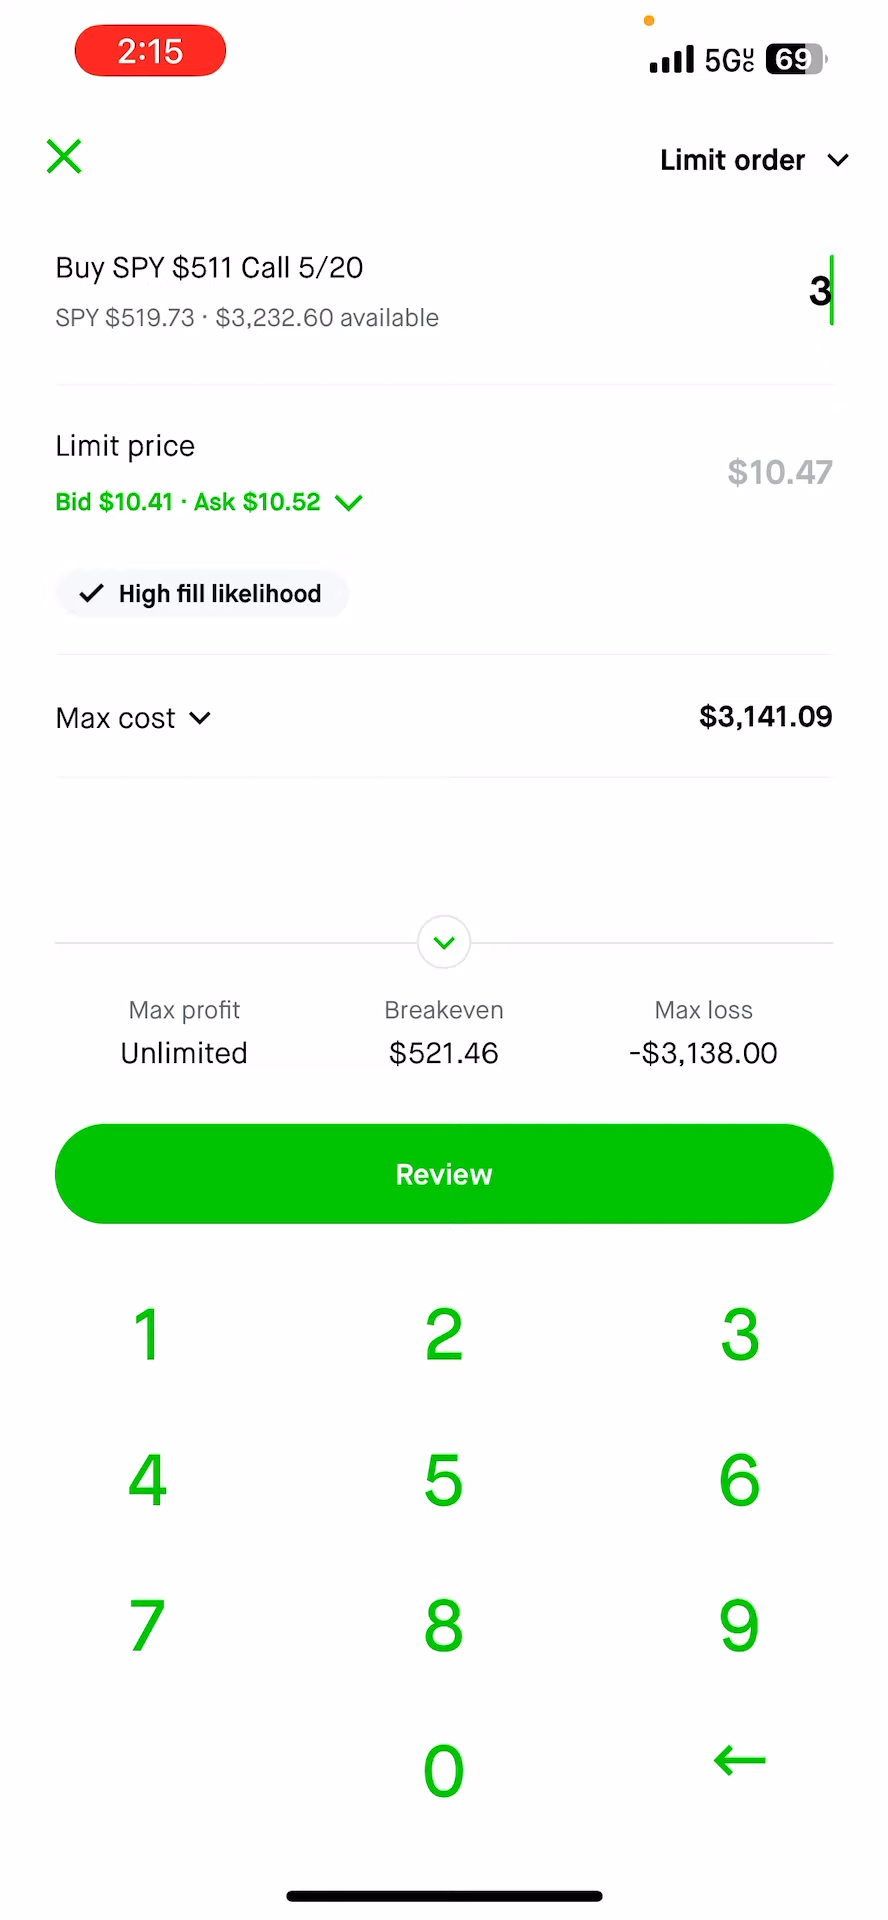 2:15
5G UC 69
Limit order
Buy SPY $511 Call 5/20
3
SPY $519.73 · $3,232.60 available
Limit price
$10.47
Bid $10.41 · Ask $10.52
High fill likelihood
Max cost
$3,141.09
Max profit Breakeven Max loss
Unlimited $521.46 -$3,138.00
Review
1 2 3
4 5 6
7 8 9
0